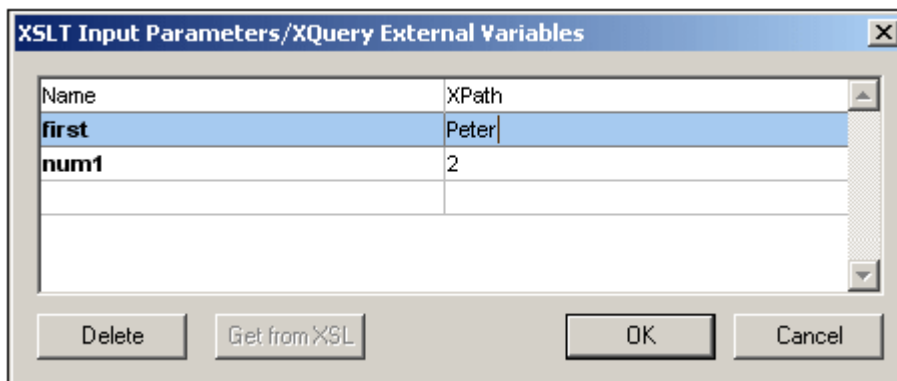 XSLT Input Parameters/XQuery External Variables
Name XPath
first Peter
num1 2
Delete Get from XSL OK Cancel